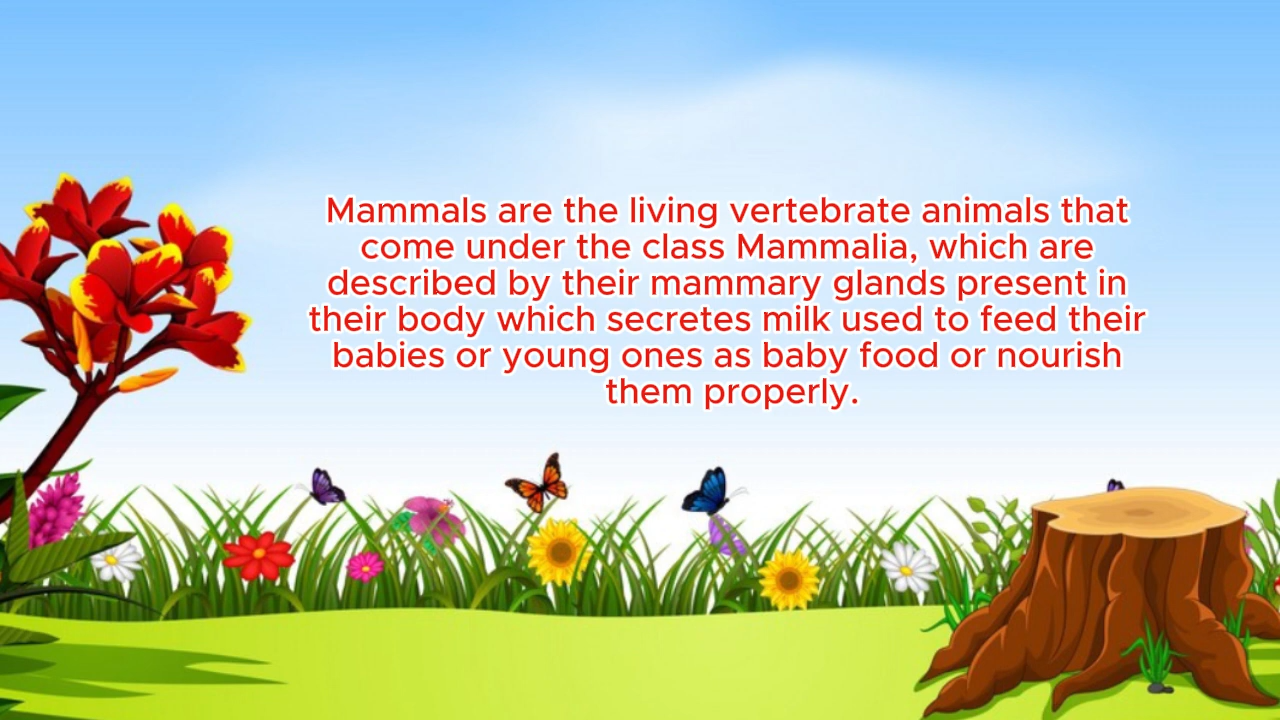 Mammals are the living vertebrate animals that
come under the class Mammalia, which are
described by their mammary glands present in
their body which secretes milk used to feed their
babies or young ones as baby food or nourish
them properly.